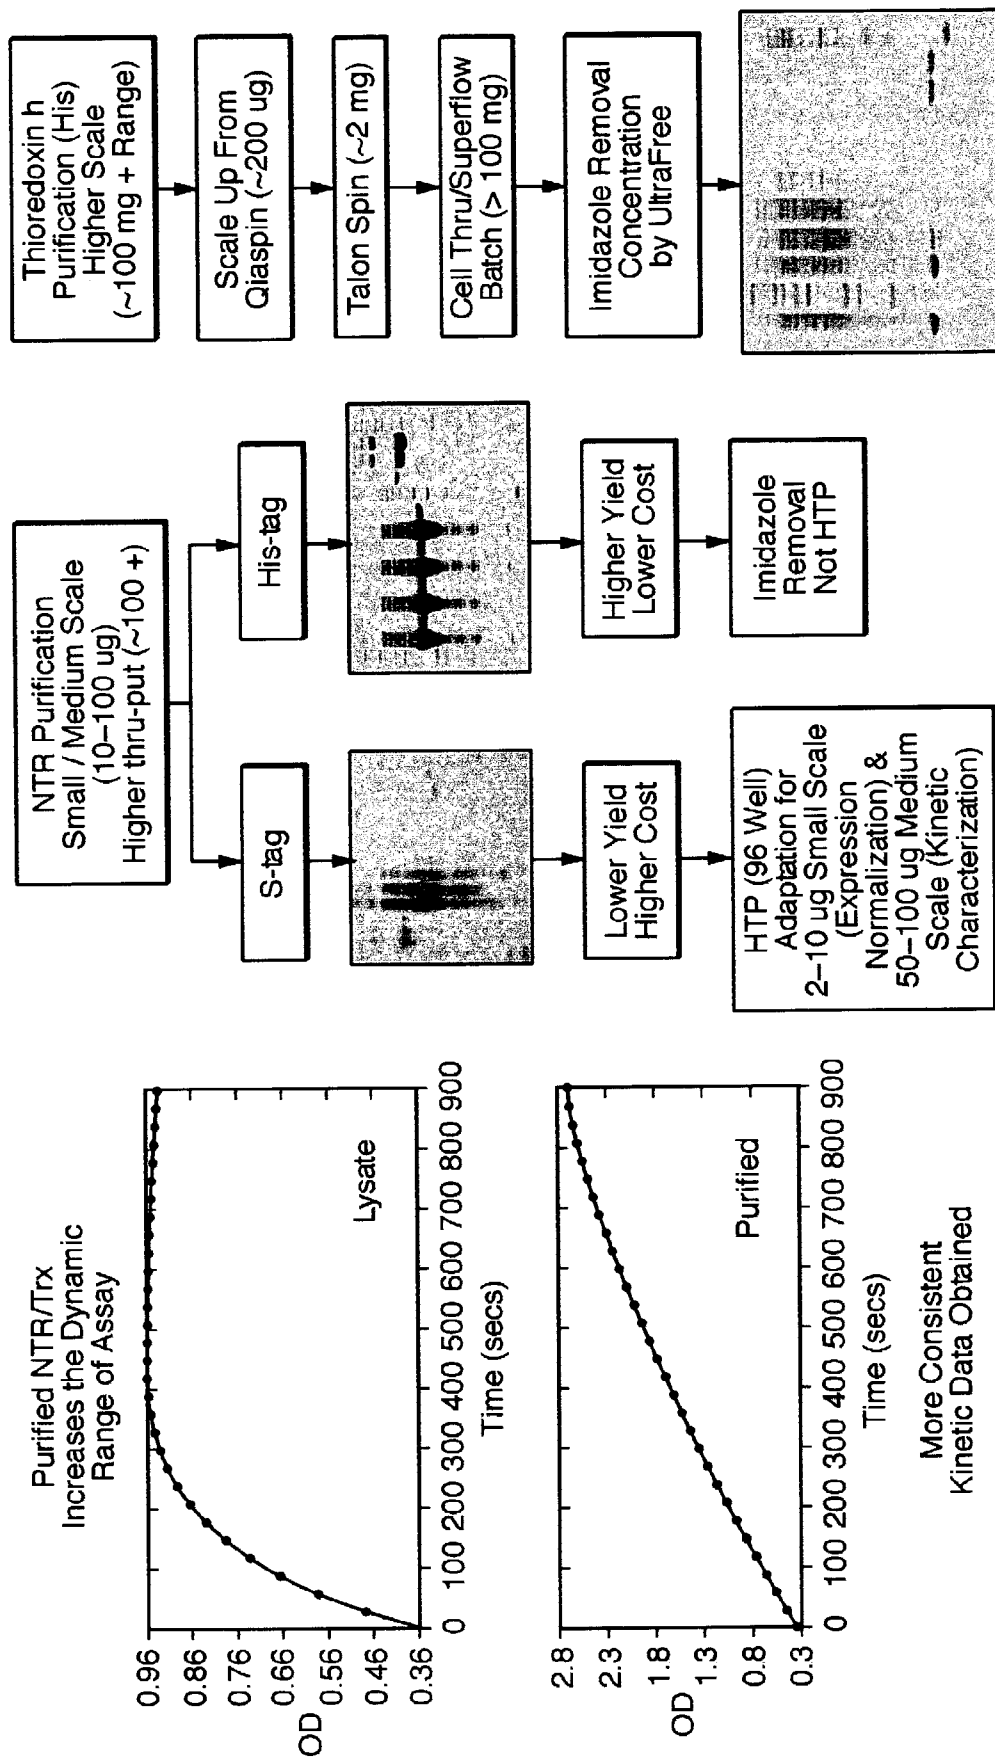 Purified NTR/Trx
Increases the Dynamic
Range of Assay
OD
0.96
0.86
0.76
0.66
0.56
0.46
0.36
Lysate
0 100 200 300 400 500 600 700 800 900
Time (secs)
OD
2.8
2.3
1.8
1.3
0.8
0.3
Purified
0 100 200 300 400 500 600 700 800 900
Time (secs)
More Consistent
Kinetic Data Obtained
NTR Purification
Small / Medium Scale
(10–100 ug)
Higher thru-put (~100 +)
S-tag
Lower Yield
Higher Cost
HTP (96 Well)
Adaptation for
2–10 ug Small Scale
(Expression
Normalization) &
50–100 ug Medium
Scale (Kinetic
Characterization)
His-tag
Higher Yield
Lower Cost
Imidazole
Removal
Not HTP
Thioredoxin h
Purification (His)
Higher Scale
(~100 mg + Range)
Scale Up From
Qiaspin (~200 ug)
Talon Spin (~2 mg)
Cell Thru/Superflow
Batch (> 100 mg)
Imidazole Removal
Concentration
by UltraFree